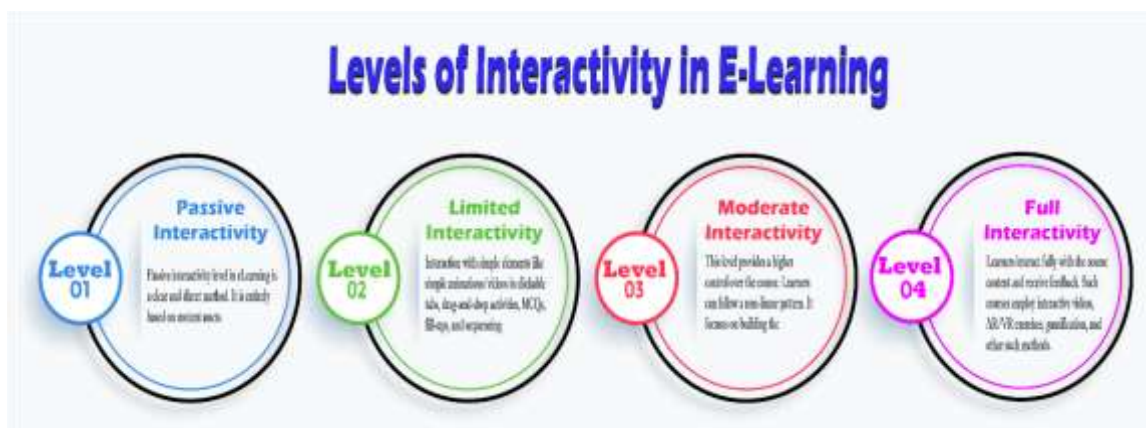 Levels of Interactivity in E-Learning
Level
01
Passive
Interactivity
Passive interactivity level in eLearning is
a clear and direct method. It is entirely
based on content assets.
Level
02
Limited
Interactivity
Interaction with simple elements like
simple animations/videos in clickable
tabs, drag-and-drop activities, MCQs,
fill-ups, and sequencing
Level
03
Moderate
Interactivity
This level provides a higher
control over the course. Learners
can follow a non-linear pattern. It
focuses on building the
Level
04
Full
Interactivity
Learners interact fully with the course
content and receive feedback. Such
courses employ interactive videos,
AR/VR exercises, gamification, and
other such methods.